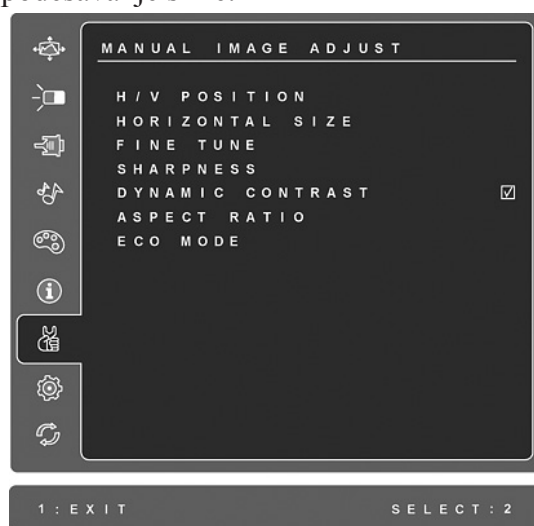 MANUAL IMAGE ADJUST
H/V POSITION
HORIZONTAL SIZE
FINE TUNE
SHARPNESS
DYNAMIC CONTRAST ☑
ASPECT RATIO
ECO MODE
1:EXIT SELECT:2